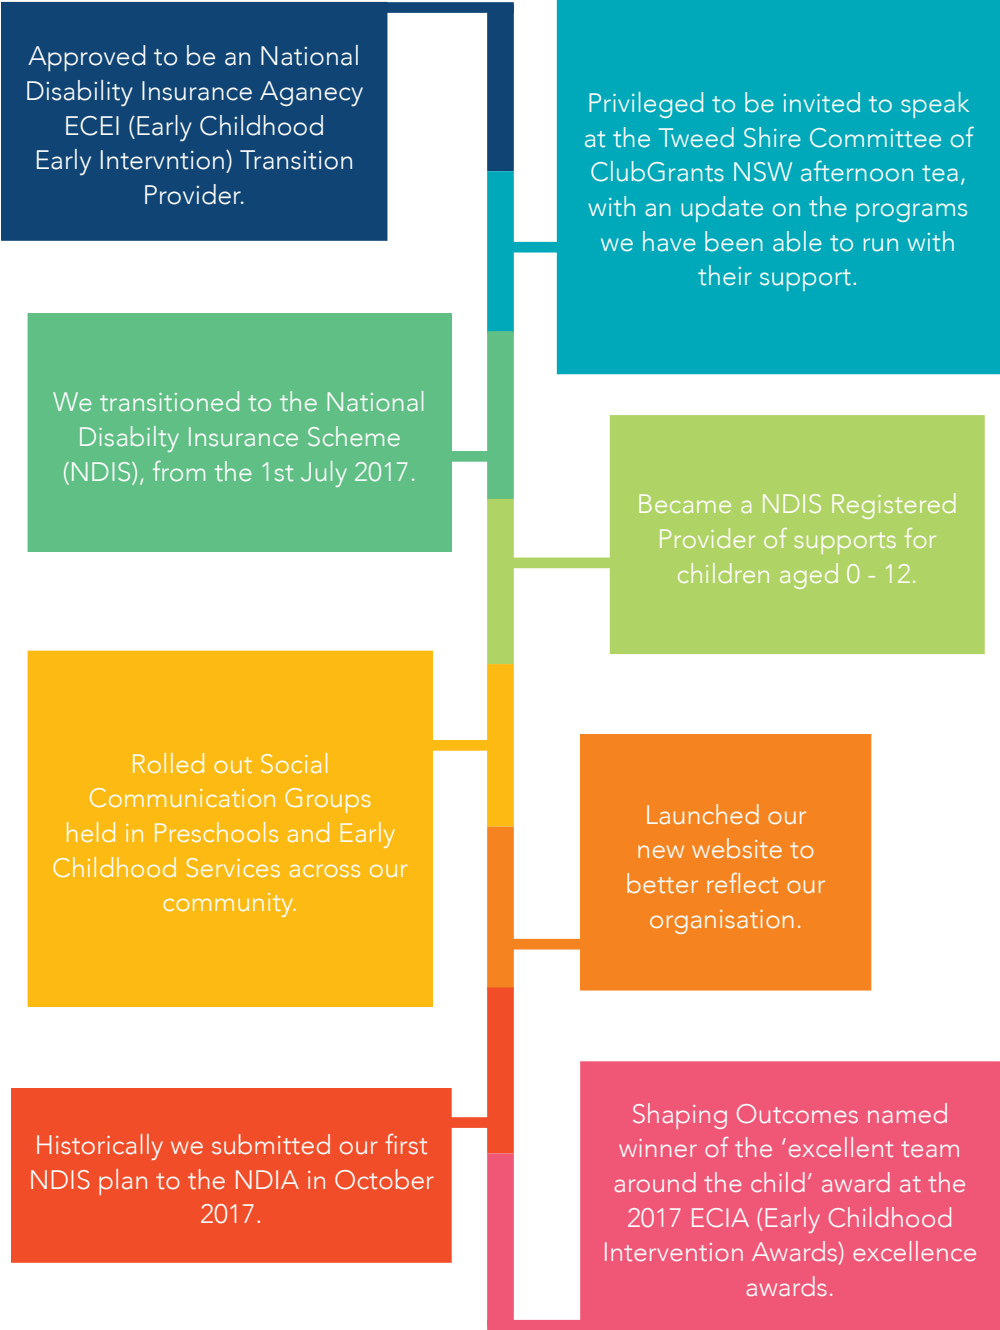 Approved to be an National
Disability Insurance Aganecy
ECEI (Early Childhood
Early Intervntion) Transition
Provider.
Privileged to be invited to speak
at the Tweed Shire Committee of
ClubGrants NSW afternoon tea,
with an update on the programs
we have been able to run with
their support.
We transitioned to the National
Disabilty Insurance Scheme
(NDIS), from the 1st July 2017.
Became a NDIS Registered
Provider of supports for
children aged 0 - 12.
Rolled out Social
Communication Groups
held in Preschools and Early
Childhood Services across our
community.
Launched our
new website to
better reflect our
organisation.
Historically we submitted our first
NDIS plan to the NDIA in October
2017.
Shaping Outcomes named
winner of the ‘excellent team
around the child’ award at the
2017 ECIA (Early Childhood
Intervention Awards) excellence
awards.